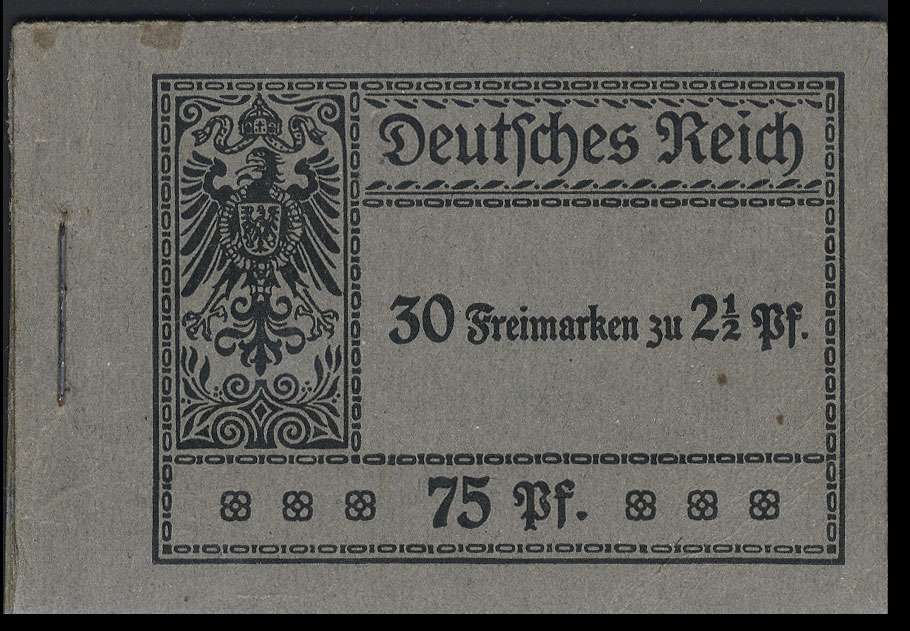 Deutſches Reich
30 Freimarken zu 2½ Pf.
75 Pf.